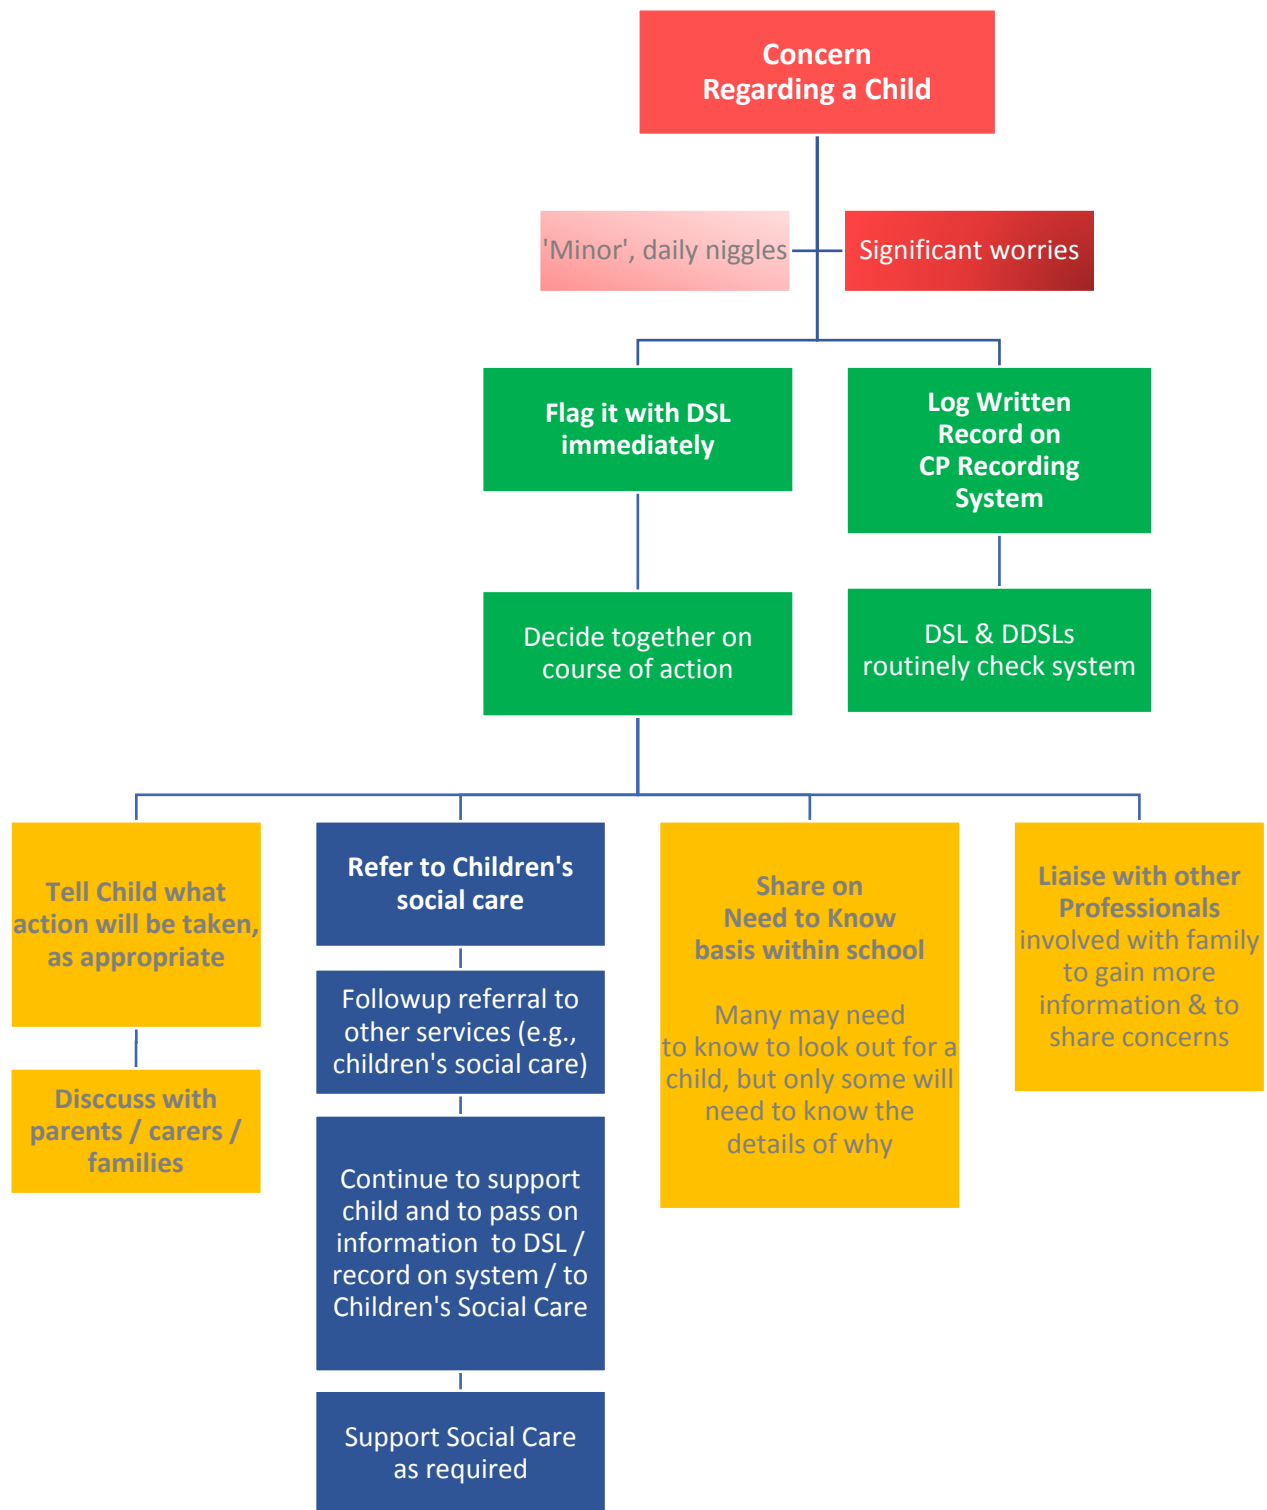 Concern
Regarding a Child
'Minor', daily niggles
Significant worries
Flag it with DSL
immediately
Log Written
Record on
CP Recording
System
Decide together on
course of action
DSL & DDSLs
routinely check system
Tell Child what
action will be taken,
as appropriate
Disccuss with
parents / carers /
families
Refer to Children's
social care
Followup referral to
other services (e.g.,
children's social care)
Continue to support
child and to pass on
information to DSL /
record on system / to
Children's Social Care
Support Social Care
as required
Share on
Need to Know
basis within school
Many may need
to know to look out for a
child, but only some will
need to know the
details of why
Liaise with other
Professionals
involved with family
to gain more
information & to
share concerns